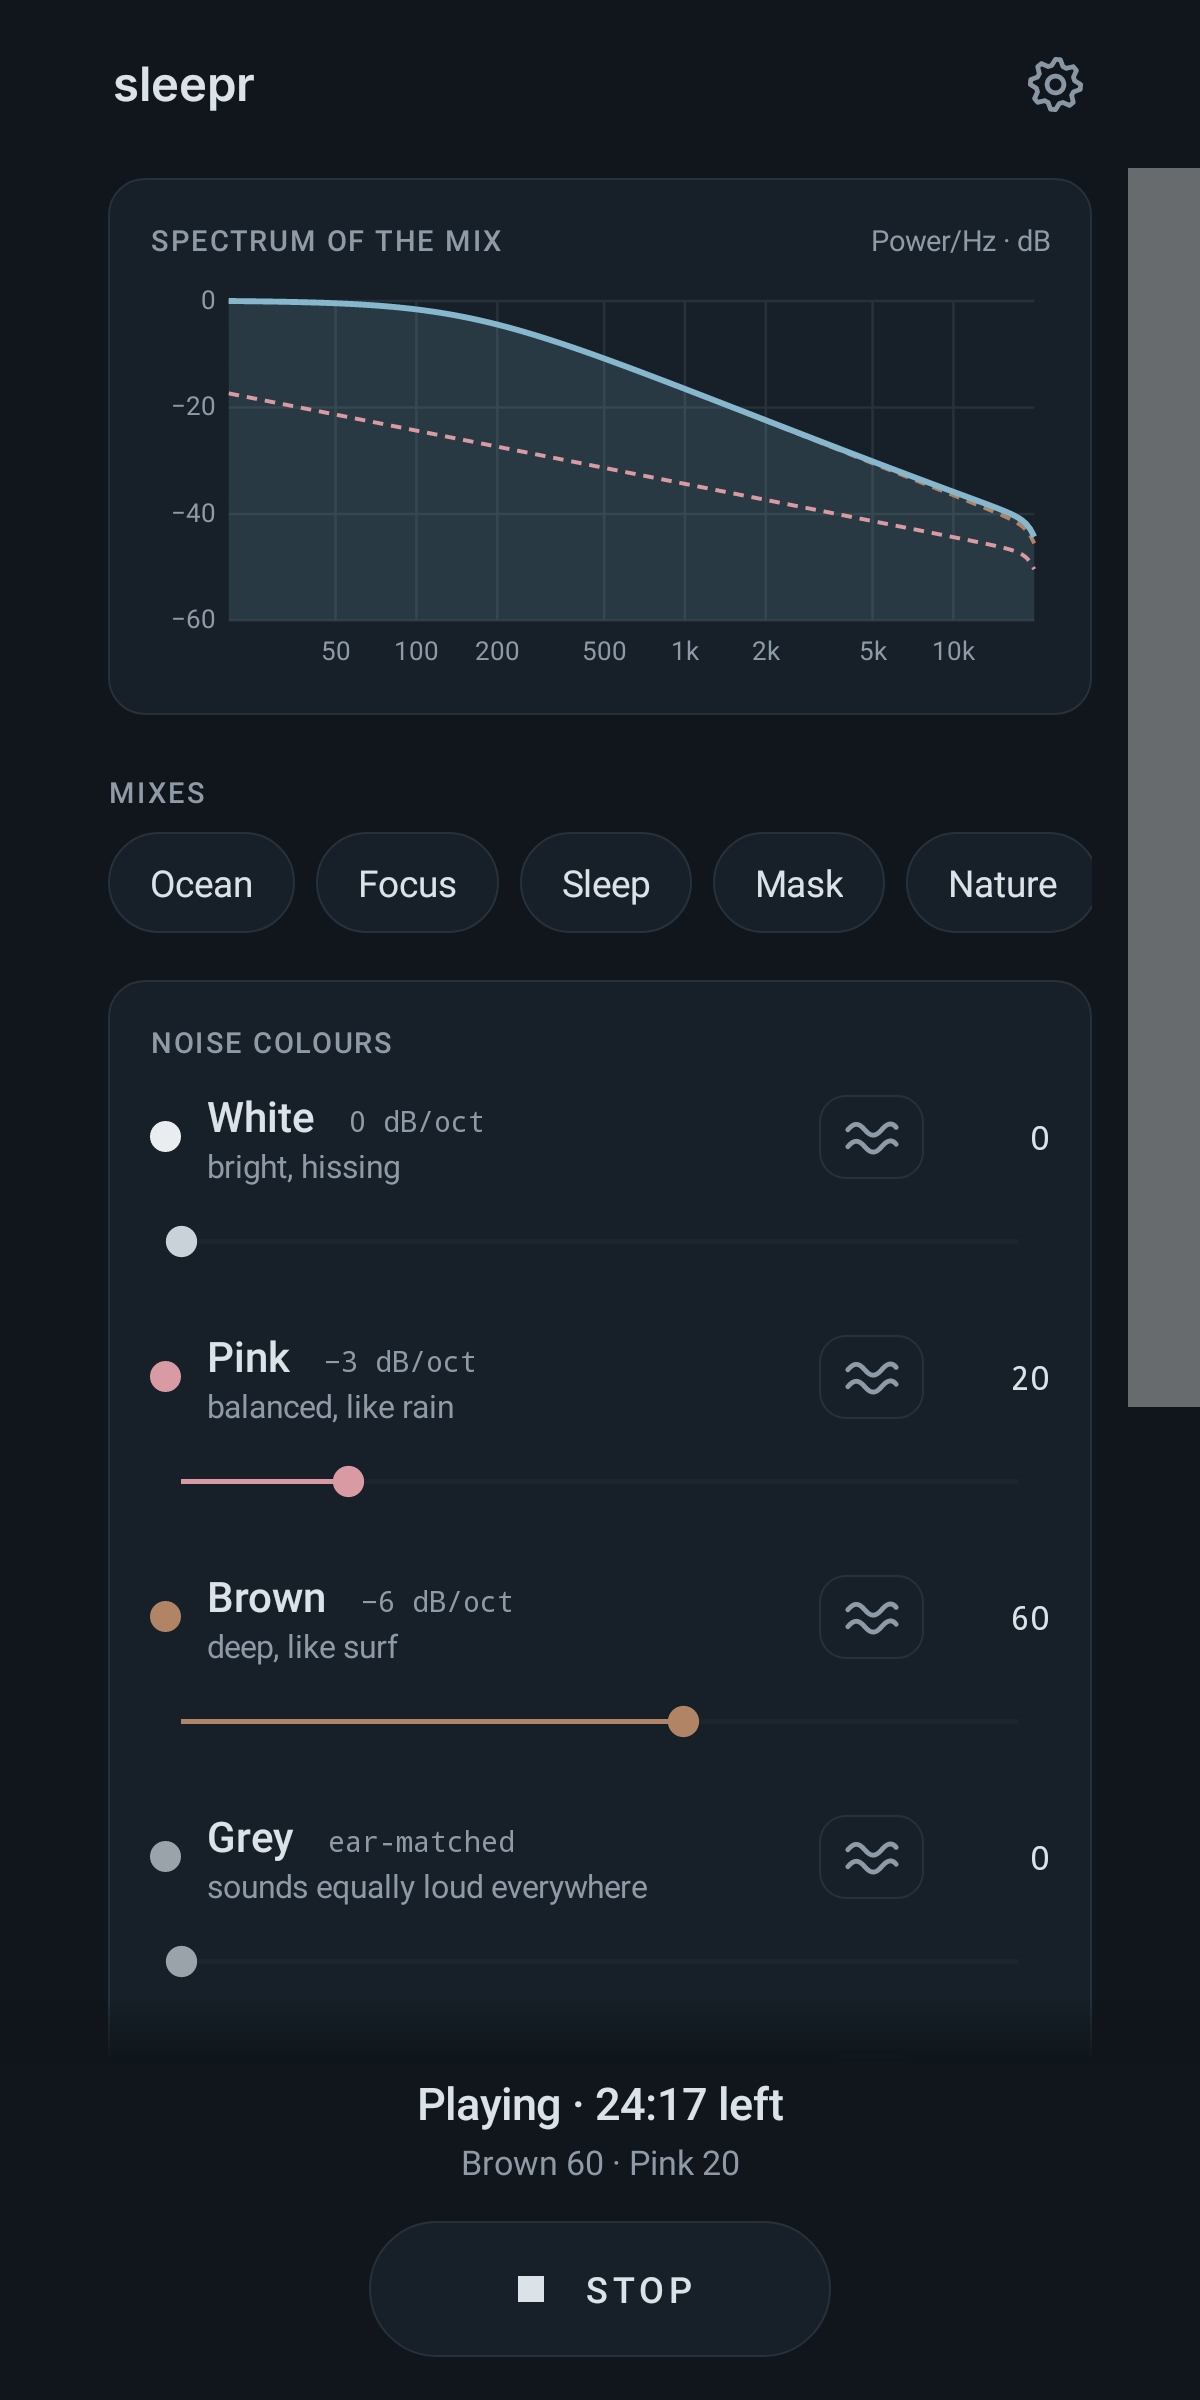 sleepr
SPECTRUM OF THE MIX Power/Hz · dB
0
−20
−40
−60
50 100 200 500 1k 2k 5k 10k
MIXES
Ocean Focus Sleep Mask Nature
NOISE COLOURS
White 0 dB/oct 0
bright, hissing
Pink −3 dB/oct 20
balanced, like rain
Brown −6 dB/oct 60
deep, like surf
Grey ear-matched 0
sounds equally loud everywhere
Playing · 24:17 left
Brown 60 · Pink 20
STOP